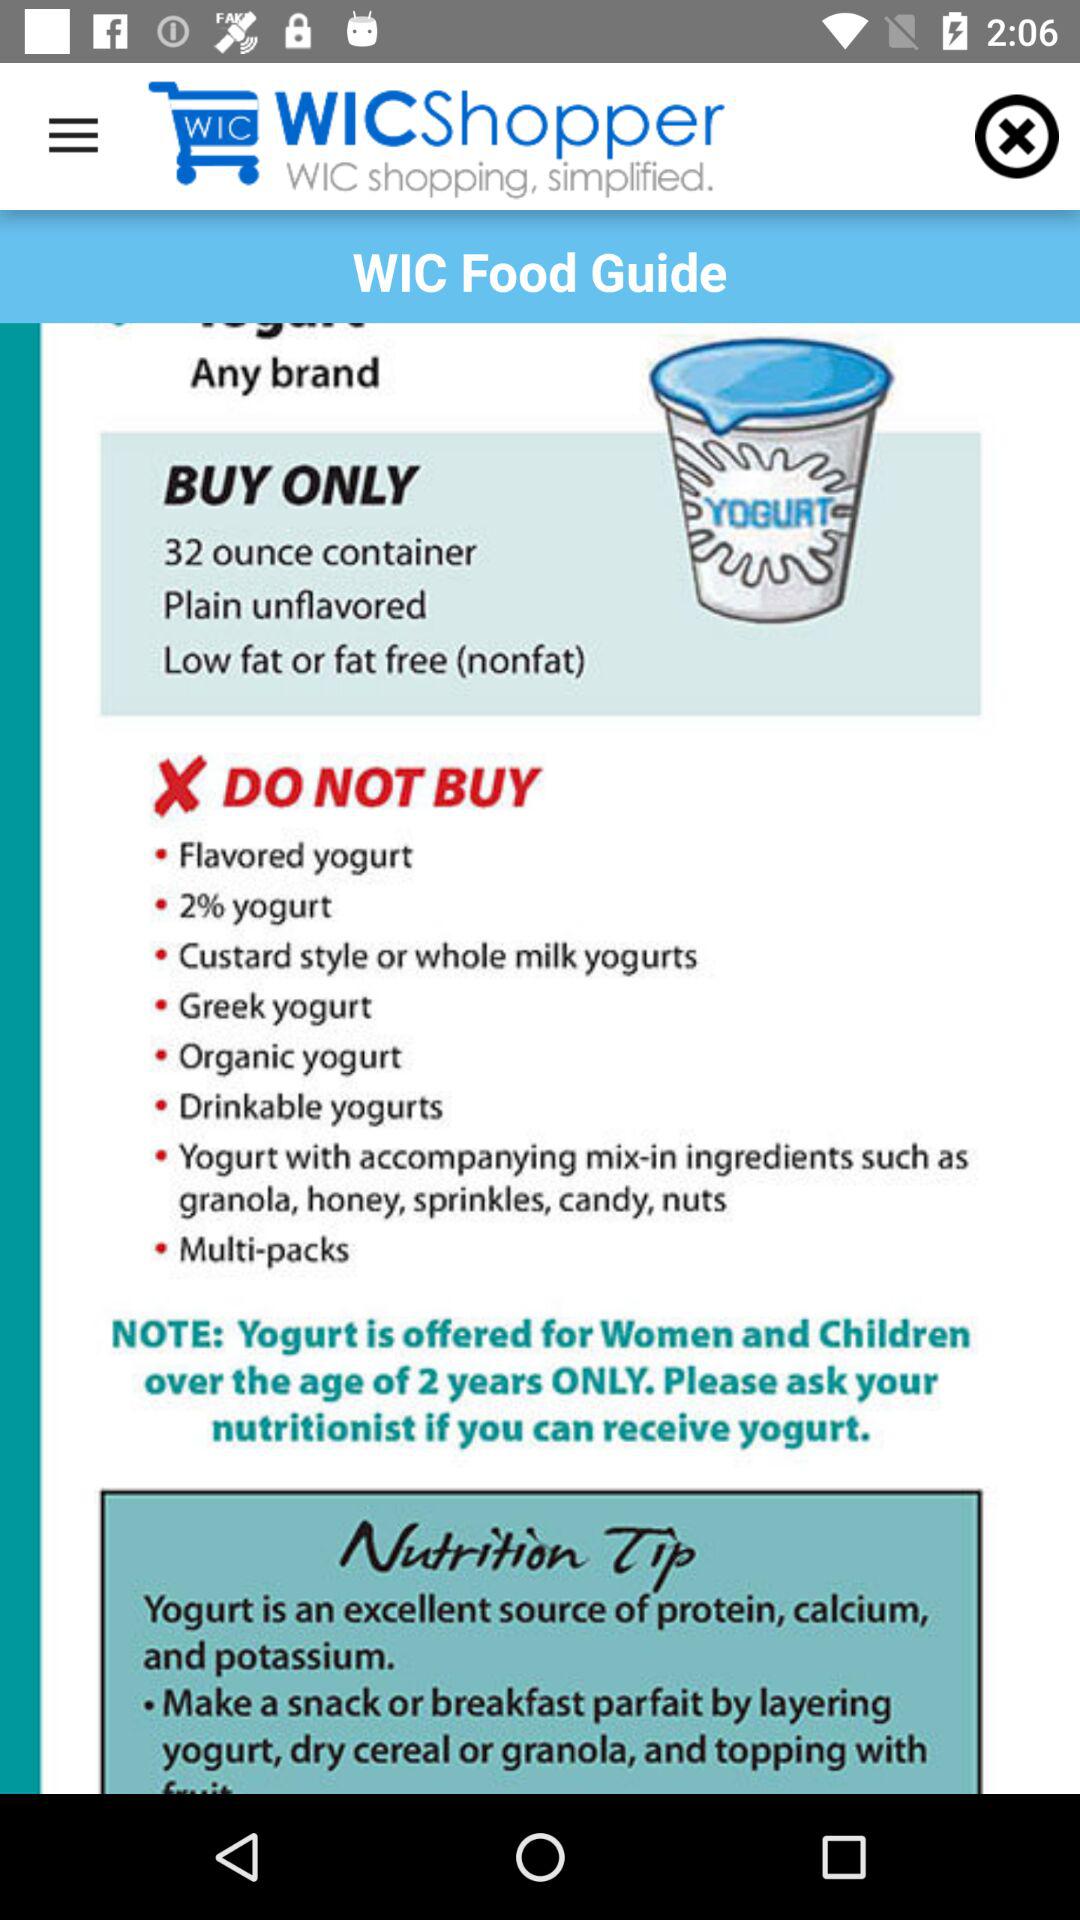 FAKE
2:06
WIC
WICShopper
WIC shopping, simplified.
WIC Food Guide
Yogurt
Any brand
BUY ONLY
32 ounce container
Plain unflavored
Low fat or fat free (nonfat)
YOGURT
✘ DO NOT BUY
• Flavored yogurt
• 2% yogurt
• Custard style or whole milk yogurts
• Greek yogurt
• Organic yogurt
• Drinkable yogurts
• Yogurt with accompanying mix-in ingredients such as
granola, honey, sprinkles, candy, nuts
• Multi-packs
NOTE: Yogurt is offered for Women and Children
over the age of 2 years ONLY. Please ask your
nutritionist if you can receive yogurt.
Nutrition Tip
Yogurt is an excellent source of protein, calcium,
and potassium.
• Make a snack or breakfast parfait by layering
yogurt, dry cereal or granola, and topping with
fruit